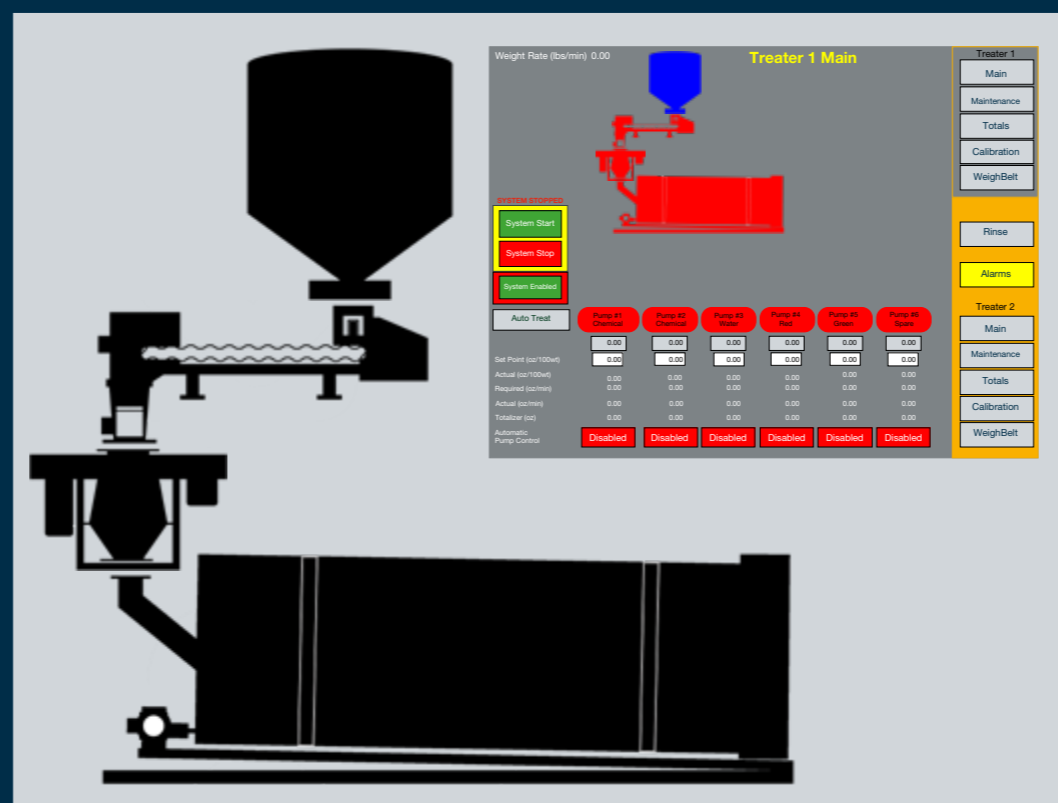 Weight Rate (lbs/min) 0.00
Treater 1 Main
SYSTEM STOPPED
System Start
System Stop
System Enabled
Auto Treat
Pump #1 Chemical
Pump #2 Chemical
Pump #3 Water
Pump #4 Red
Pump #5 Green
Pump #6 Spare
0.00 0.00 0.00 0.00 0.00 0.00
Set Point (oz/100wt) 0.00 0.00 0.00 0.00 0.00 0.00
Actual (oz/100wt) 0.00 0.00 0.00 0.00 0.00 0.00
Required (oz/min) 0.00 0.00 0.00 0.00 0.00 0.00
Actual (oz/min) 0.00 0.00 0.00 0.00 0.00 0.00
Totalizer (oz) 0.00 0.00 0.00 0.00 0.00 0.00
Automatic
Pump Control Disabled Disabled Disabled Disabled Disabled Disabled
Treater 1
Main
Maintenance
Totals
Calibration
WeighBelt
Rinse
Alarms
Treater 2
Main
Maintenance
Totals
Calibration
WeighBelt